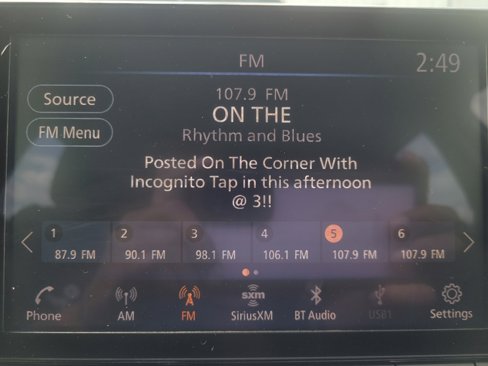 FM
2:49
Source
FM Menu
107.9 FM
ON THE
Rhythm and Blues
Posted On The Corner With
Incognito Tap in this afternoon
@ 3!!
1 2 3 4 5 6
87.9 FM 90.1 FM 98.1 FM 106.1 FM 107.9 FM 107.9 FM
sxm
Phone AM FM SiriusXM BT Audio USB1 Settings